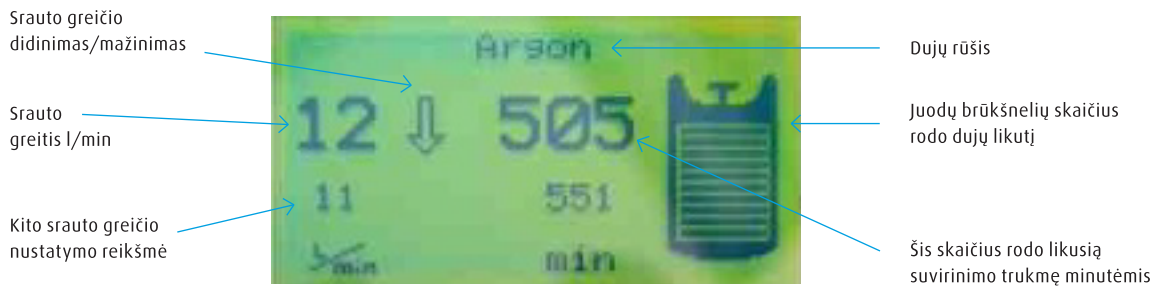 Srauto greičio
didinimas/mažinimas
Srauto
greitis l/min
Kito srauto greičio
nustatymo reikšmė
Argon
12 505
11 551
l/min min
Dujų rūšis
Juodų brūkšnelių skaičius
rodo dujų likutį
Šis skaičius rodo likusią
suvirinimo trukmę minutėmis